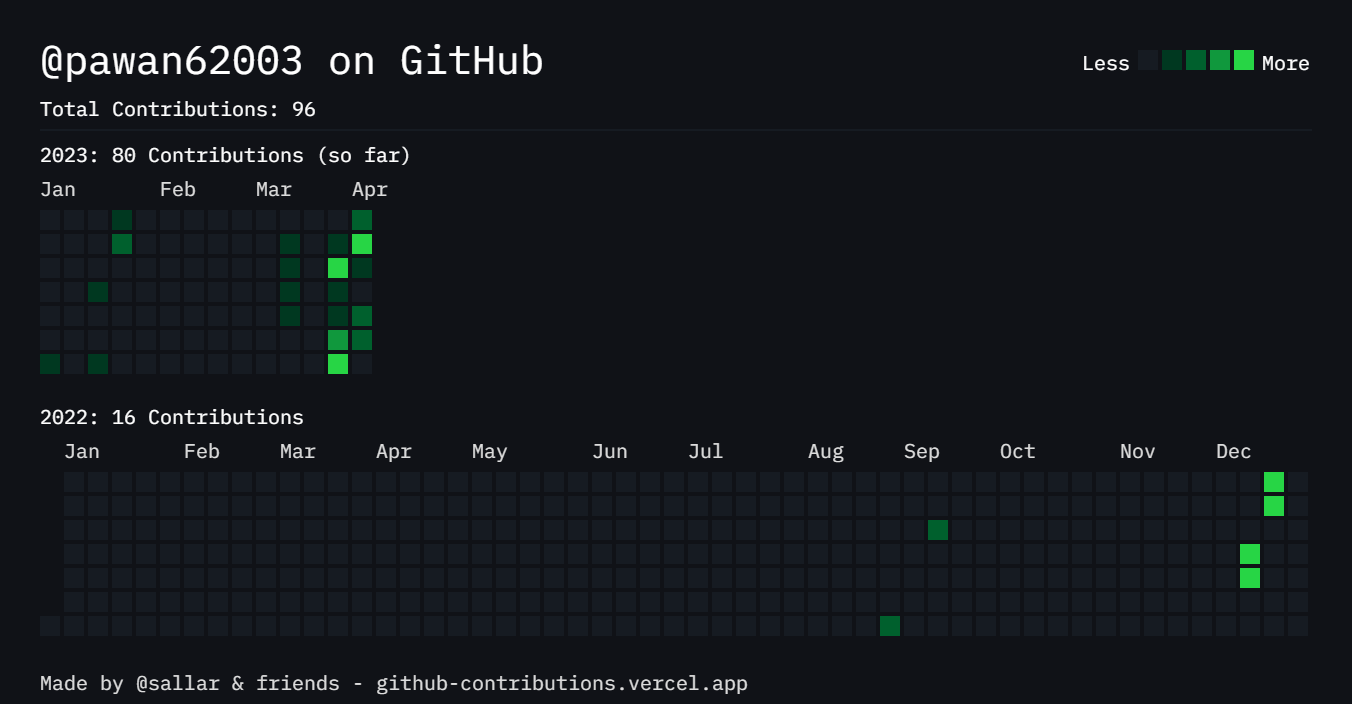 @pawan62003 on GitHub
Less More
Total Contributions: 96
2023: 80 Contributions (so far)
Jan Feb Mar Apr
2022: 16 Contributions
Jan Feb Mar Apr May Jun Jul Aug Sep Oct Nov Dec
Made by @sallar & friends - github-contributions.vercel.app